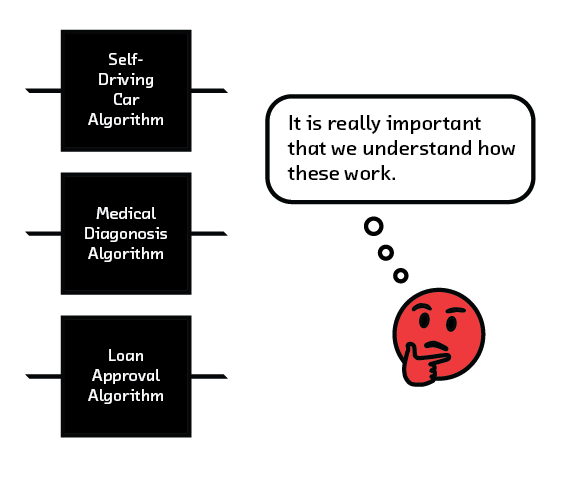 Self-
Driving
Car
Algorithm
Medical
Diagonosis
Algorithm
Loan
Approval
Algorithm
It is really important
that we understand how
these work.